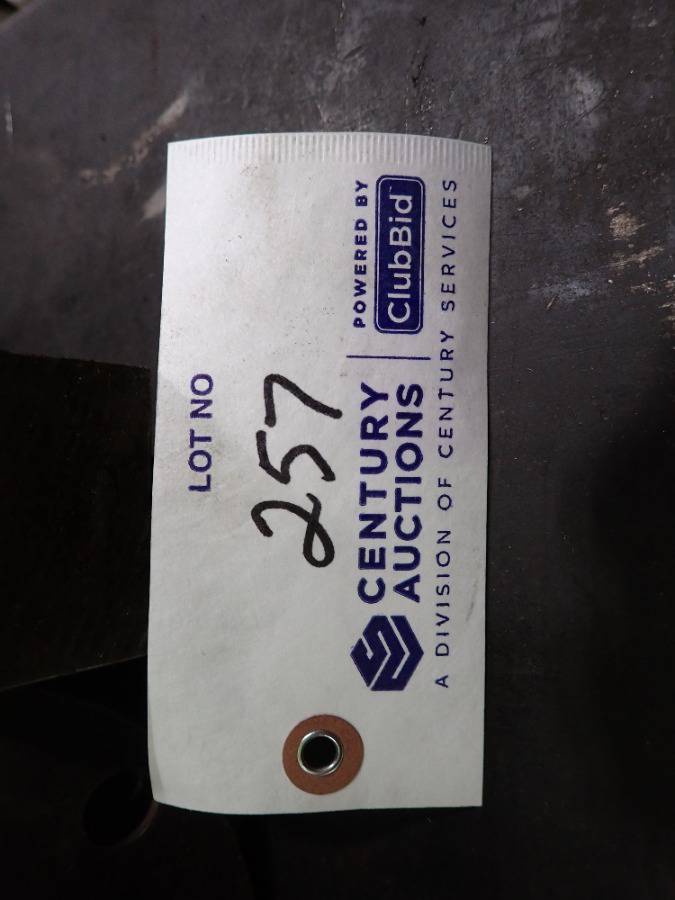 LOT NO
257
CENTURY
AUCTIONS
POWERED BY
ClubBid
A DIVISION OF CENTURY SERVICES